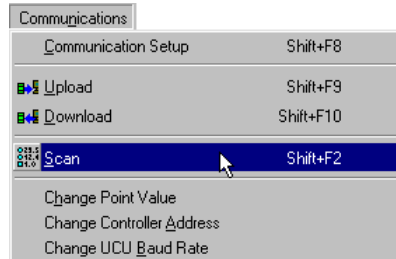 Communications
Communication Setup Shift+F8
Upload Shift+F9
Download Shift+F10
Scan Shift+F2
Change Point Value
Change Controller Address
Change UCU Baud Rate